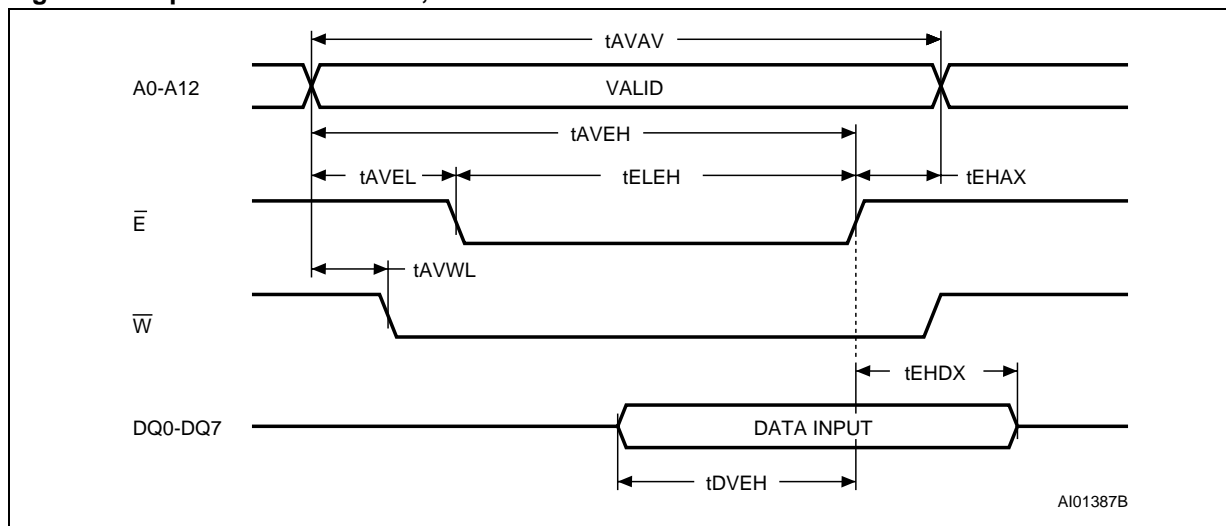 tAVAV
A0-A12
VALID
tAVEH
tAVEL
tELEH
tEHAX
E
tAVWL
W
tEHDX
DQ0-DQ7
DATA INPUT
tDVEH
AI01387B